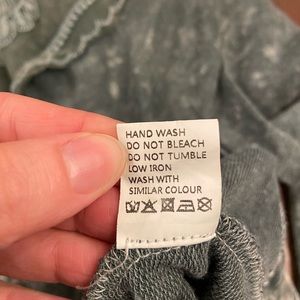 HAND WASH
DO NOT BLEACH
DO NOT TUMBLE
LOW IRON
WASH WITH
SIMILAR COLOUR